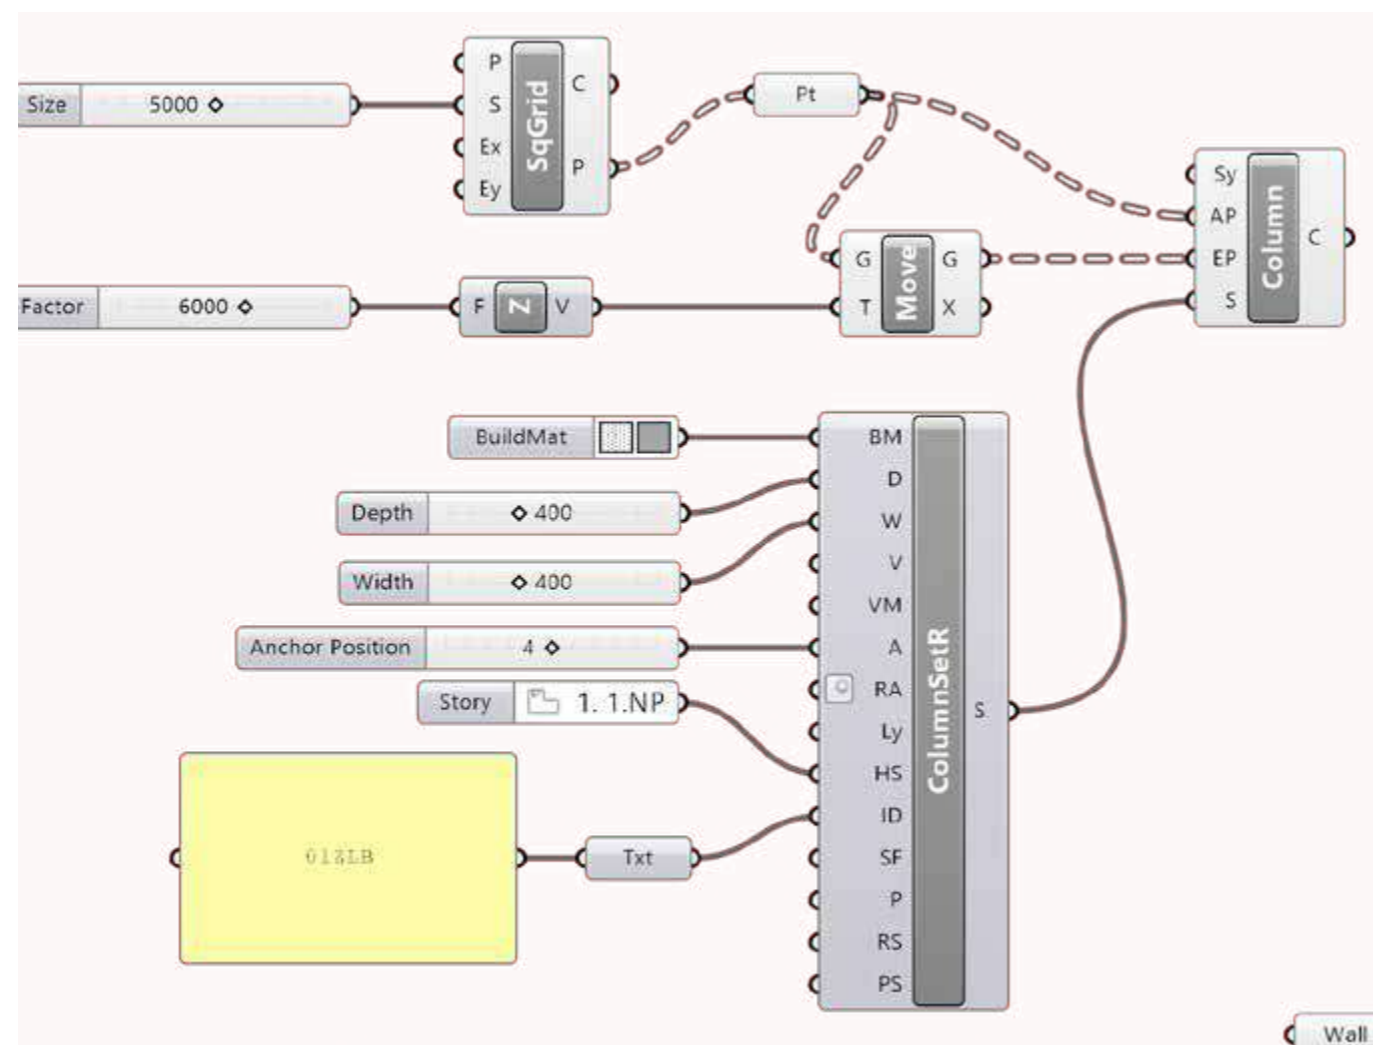 Size 5000
P
S
Ex
Ey
SqGrid
C
P
Pt
Sy
AP
EP
S
Column
C
Factor 6000
F Z V
G
T
Move
G
X
BuildMat
Depth 400
Width 400
Anchor Position 4
Story 1. 1.NP
Txt
BM
D
W
V
VM
A
RA
Ly
HS
ID
SF
P
RS
PS
ColumnSetR
S
Wall